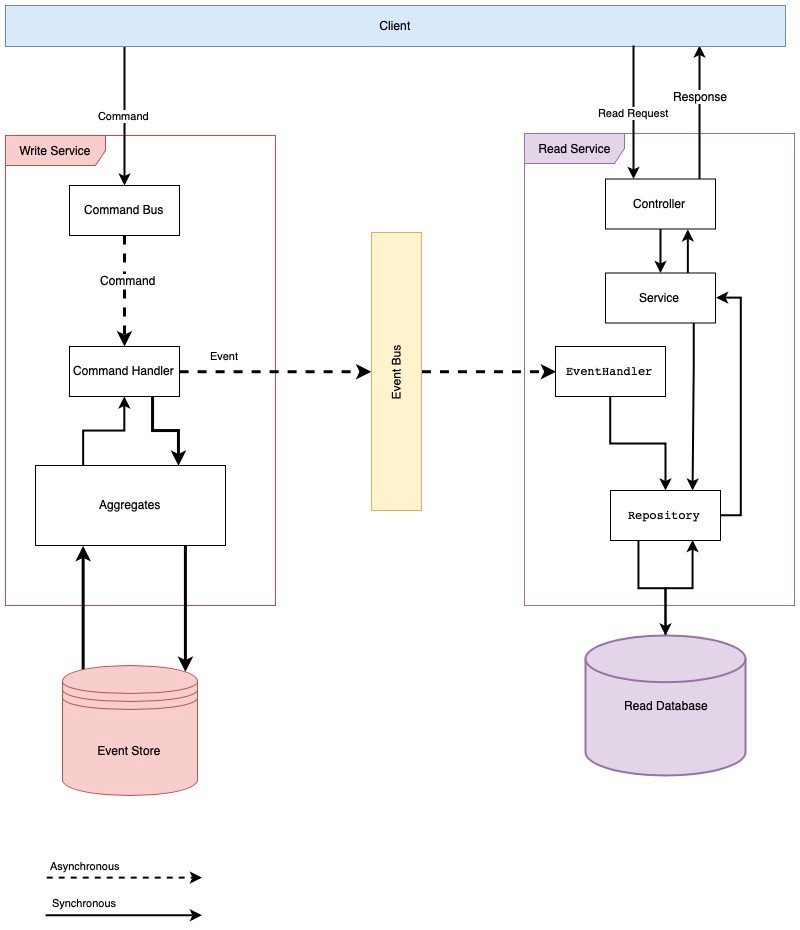 Client
Command
Read Request
Response
Write Service
Read Service
Command Bus
Controller
Command
Service
Command Handler
Event
Event Bus
EventHandler
Aggregates
Repository
Event Store
Read Database
Asynchronous
Synchronous